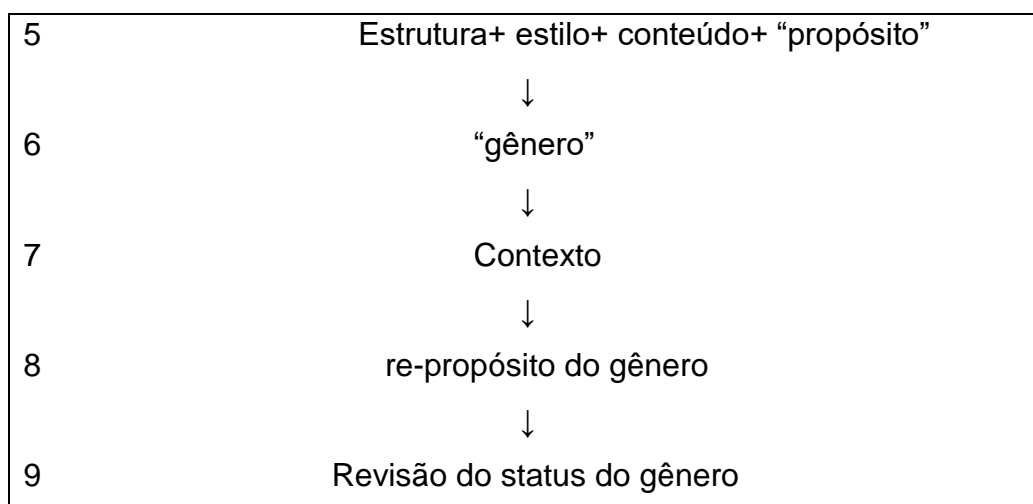 5 Estrutura+ estilo+ conteúdo+ “propósito”
↓
6 “gênero”
↓
7 Contexto
↓
8 re-propósito do gênero
↓
9 Revisão do status do gênero